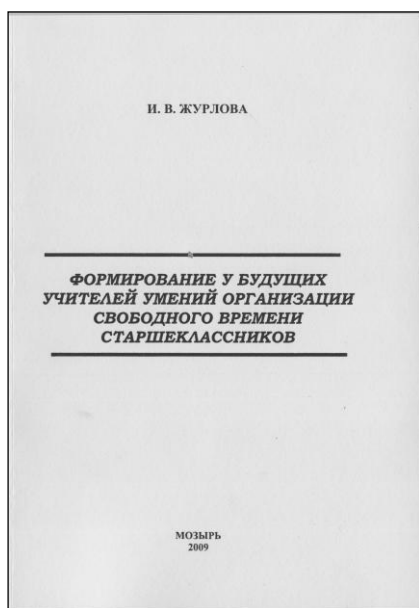 И. В. ЖУРЛОВА
ФОРМИРОВАНИЕ У БУДУЩИХ
УЧИТЕЛЕЙ УМЕНИЙ ОРГАНИЗАЦИИ
СВОБОДНОГО ВРЕМЕНИ
СТАРШЕКЛАССНИКОВ
МОЗЫРЬ
2009